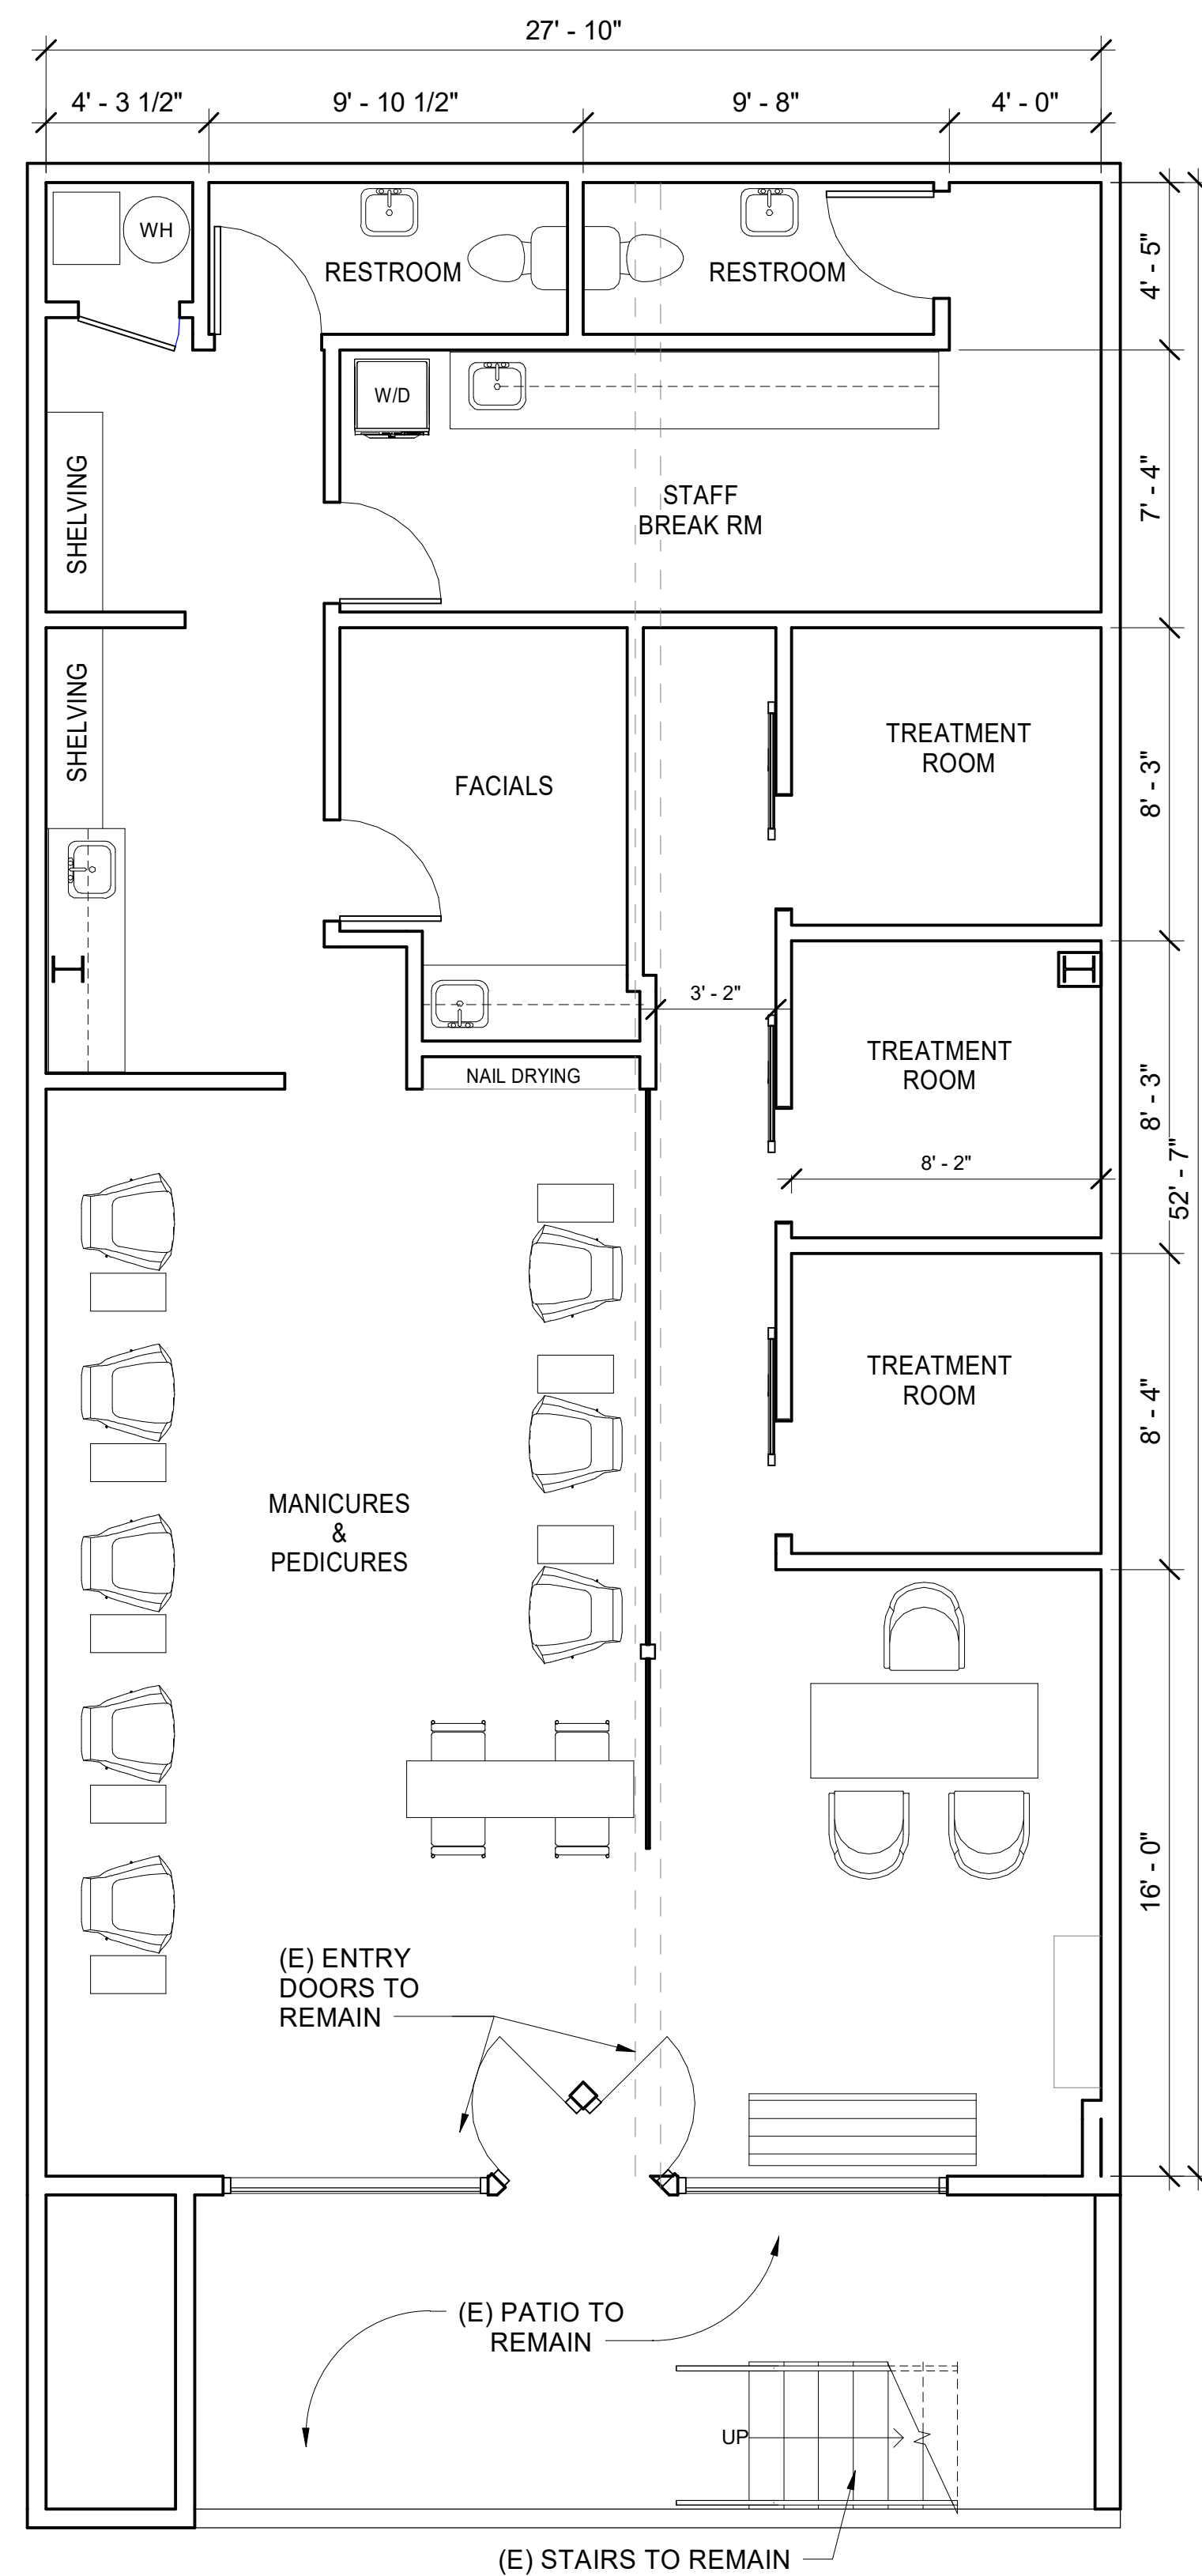 27' - 10"
4' - 3 1/2"
9' - 10 1/2"
9' - 8"
4' - 0"
WH
RESTROOM
RESTROOM
4' - 5"
W/D
SHELVING
STAFF
BREAK RM
7' - 4"
SHELVING
FACIALS
TREATMENT
ROOM
8' - 3"
3' - 2"
NAIL DRYING
TREATMENT
ROOM
8' - 3"
8' - 2"
52' - 7"
TREATMENT
ROOM
8' - 4"
MANICURES
&
PEDICURES
16' - 0"
(E) ENTRY
DOORS TO
REMAIN
(E) PATIO TO
REMAIN
UP
(E) STAIRS TO REMAIN